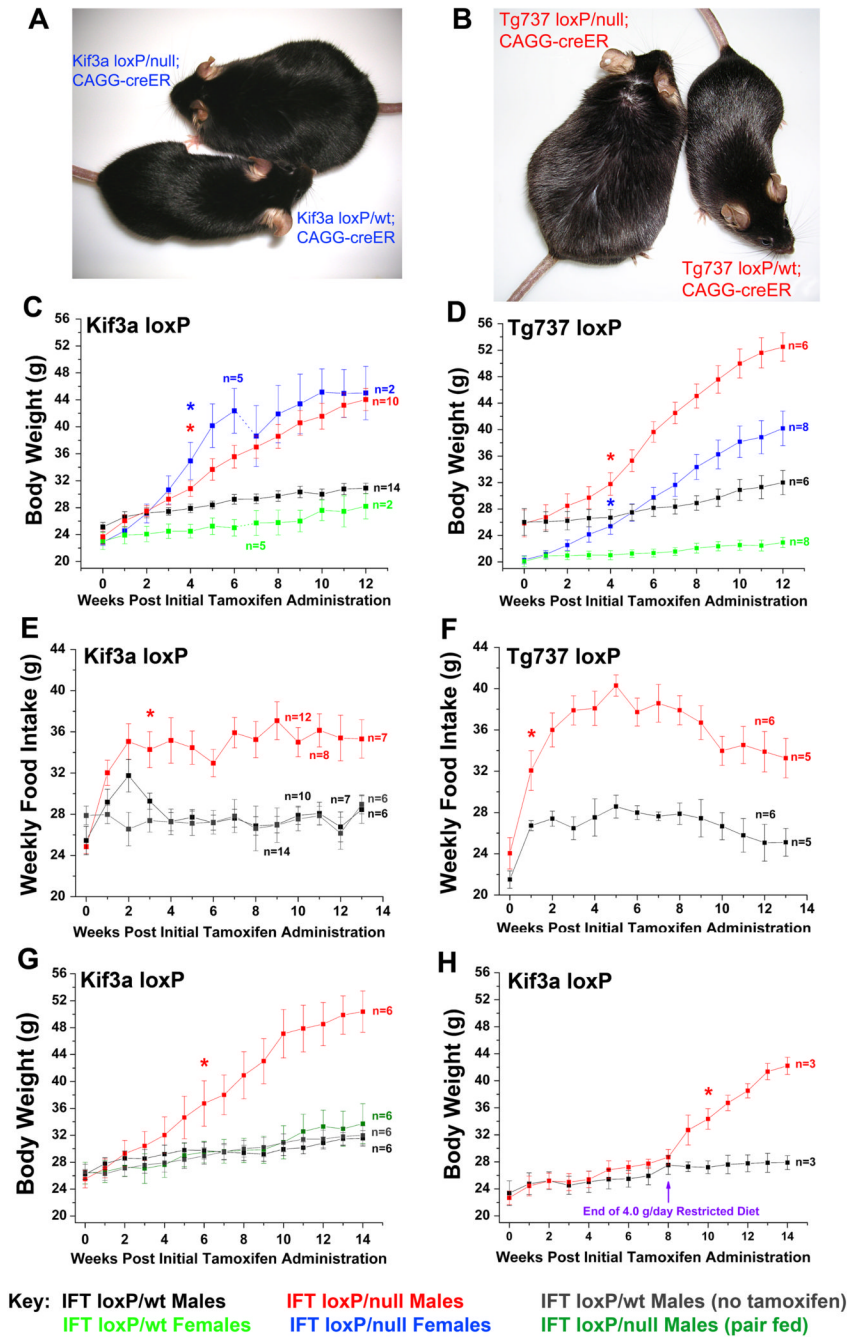 A
Kif3a loxP/null;
CAGG-creER
Kif3a loxP/wt;
CAGG-creER
B
Tg737 loxP/null;
CAGG-creER
Tg737 loxP/wt;
CAGG-creER
C
Kif3a loxP
Body Weight (g)
56
52
48
44
40
36
32
28
24
20
*
*
n=5
n=2
n=10
n=14
n=2
n=5
0 2 4 6 8 10 12
Weeks Post Initial Tamoxifen Administration
D
Tg737 loxP
Body Weight (g)
56
52
48
44
40
36
32
28
24
20
*
*
n=6
n=8
n=6
n=8
0 2 4 6 8 10 12
Weeks Post Initial Tamoxifen Administration
E
Kif3a loxP
Weekly Food Intake (g)
44
40
36
32
28
24
20
*
n=12
n=8
n=7
n=10
n=7
n=6
n=6
n=14
0 2 4 6 8 10 12 14
Weeks Post Initial Tamoxifen Administration
F
Tg737 loxP
Weekly Food Intake (g)
44
40
36
32
28
24
20
*
n=6
n=5
n=6
n=5
0 2 4 6 8 10 12 14
Weeks Post Initial Tamoxifen Administration
G
Kif3a loxP
Body Weight (g)
56
52
48
44
40
36
32
28
24
20
*
n=6
n=6
n=6
n=6
0 2 4 6 8 10 12 14
Weeks Post Initial Tamoxifen Administration
H
Kif3a loxP
Body Weight (g)
56
52
48
44
40
36
32
28
24
20
*
n=3
n=3
End of 4.0 g/day Restricted Diet
0 2 4 6 8 10 12 14
Weeks Post Initial Tamoxifen Administration
Key: IFT loxP/wt Males IFT loxP/null Males IFT loxP/wt Males (no tamoxifen)
IFT loxP/wt Females IFT loxP/null Females IFT loxP/null Males (pair fed)